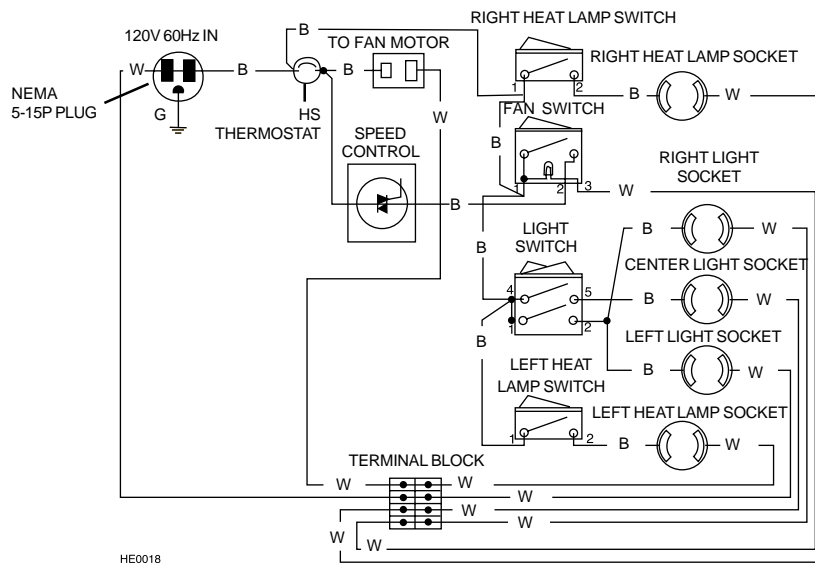 RIGHT HEAT LAMP SWITCH
120V 60Hz IN
B
TO FAN MOTOR
RIGHT HEAT LAMP SOCKET
W
B
B
NEMA
5-15P PLUG
1
2
B
W
G
HS
THERMOSTAT
FAN SWITCH
W
SPEED
CONTROL
B
RIGHT LIGHT
SOCKET
1
2
3
W
B
LIGHT
SWITCH
B
W
B
CENTER LIGHT SOCKET
4
5
B
W
1
2
LEFT LIGHT SOCKET
B
LEFT HEAT
LAMP SWITCH
B
W
LEFT HEAT LAMP SOCKET
1
2
B
W
TERMINAL BLOCK
W
W
W
W
W
W
W
W
W
HE0018